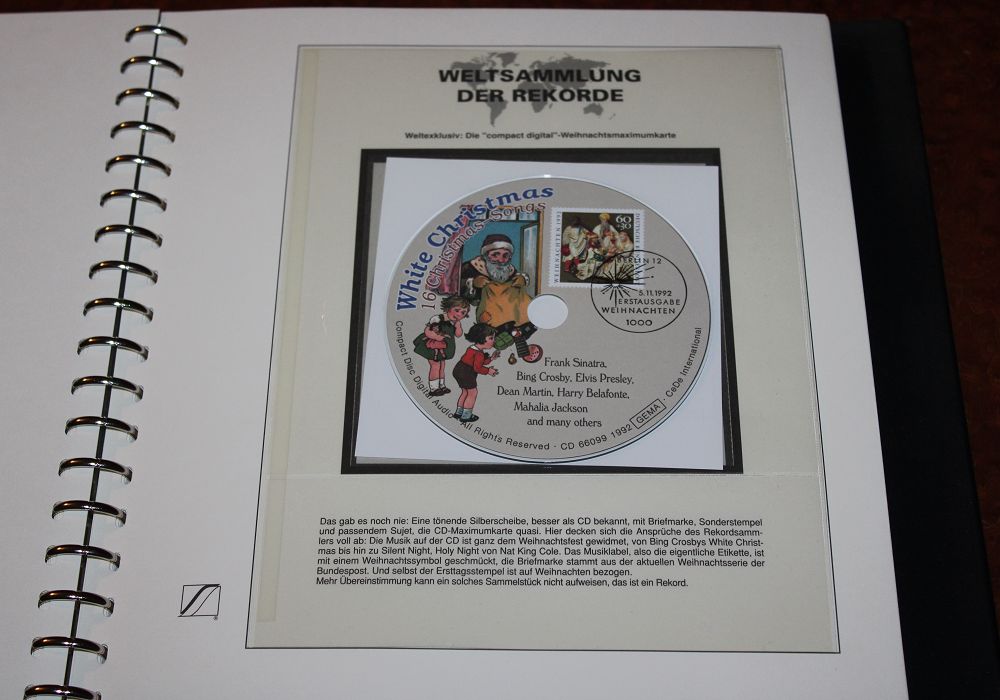 WELTSAMMLUNG
DER REKORDE
Weltexklusiv: Die "compact digital"-Weihnachtsmaximumkarte
White Christmas
16 Christmas-Songs
WEIHNACHTEN 1992
60
+30
DEUTSCHE
BERLIN 12
5.11.1992
ERSTAUSGABE
WEIHNACHTEN
1000
Frank Sinatra,
Bing Crosby, Elvis Presley,
Dean Martin, Harry Belafonte,
Mahalia Jackson
and many others
Compact Disc Digital Audio · All Rights Reserved · CD 66099 1992 GEMA · CeDe International
Das gab es noch nie: Eine tönende Silberscheibe, besser als CD bekannt, mit Briefmarke, Sonderstempel
und passendem Sujet, die CD-Maximumkarte quasi. Hier decken sich die Ansprüche des Rekordsamm-
lers voll ab: Die Musik auf der CD ist ganz dem Weihnachtsfest gewidmet, von Bing Crosbys White Christ-
mas bis hin zu Silent Night, Holy Night von Nat King Cole. Das Musiklabel, also die eigentliche Etikette, ist
mit einem Weihnachtssymbol geschmückt, die Briefmarke stammt aus der aktuellen Weihnachtsserie der
Bundespost. Und selbst der Ersttagsstempel ist auf Weihnachten bezogen.
Mehr Übereinstimmung kann ein solches Sammelstück nicht aufweisen, das ist ein Rekord.